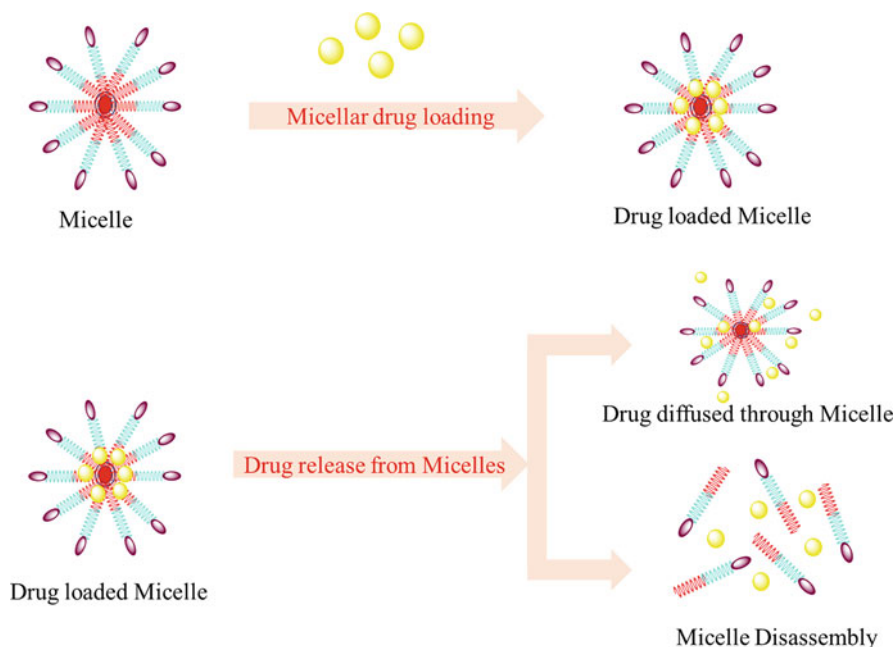 Micellar drug loading
Micelle
Drug loaded Micelle
Drug diffused through Micelle
Drug release from Micelles
Drug loaded Micelle
Micelle Disassembly